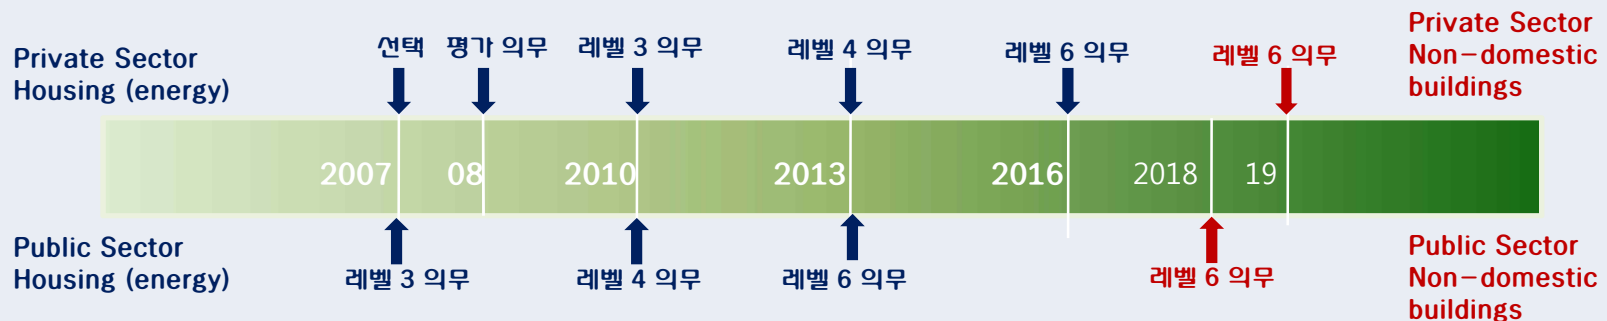 Private Sector
Housing (energy)
선택 평가 의무 레벨 3 의무 레벨 4 의무 레벨 6 의무 레벨 6 의무
Private Sector
Non-domestic
buildings
2007 08 2010 2013 2016 2018 19
Public Sector
Housing (energy)
레벨 3 의무 레벨 4 의무 레벨 6 의무 레벨 6 의무
Public Sector
Non-domestic
buildings